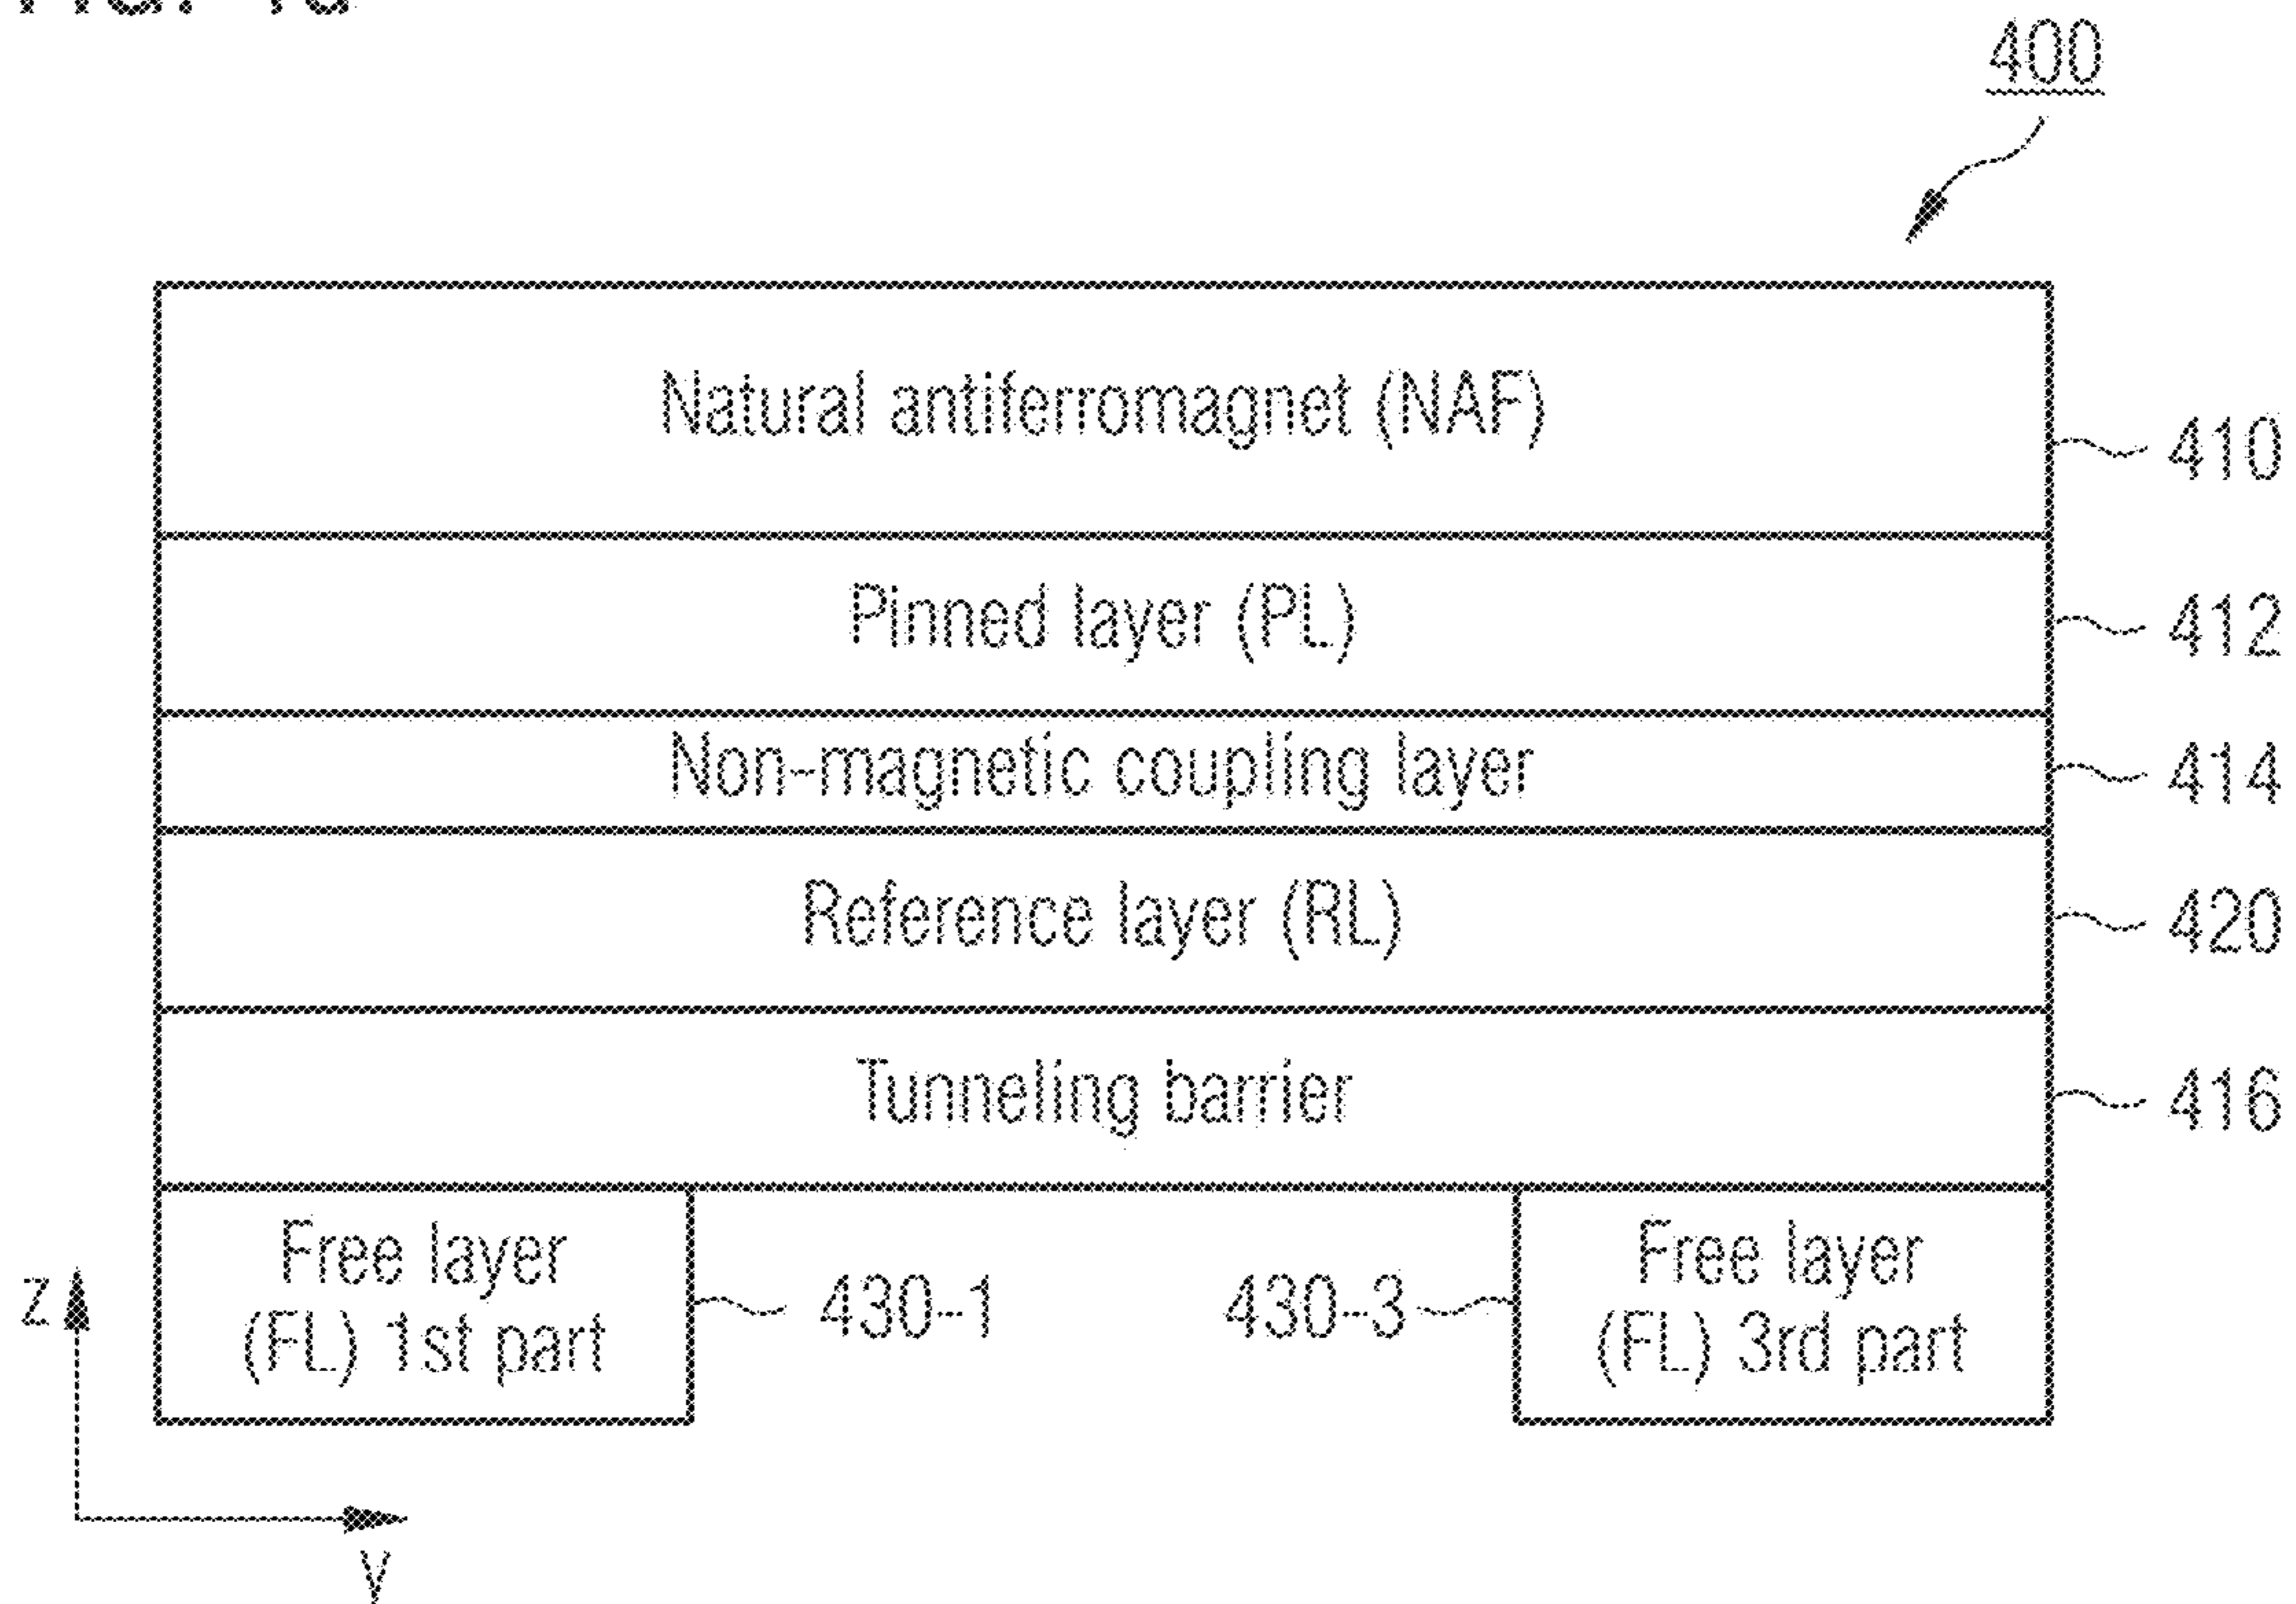 400
Natural antiferromagnet (NAF)
410
Pinned layer (PL)
412
Non-magnetic coupling layer
414
Reference layer (RL)
420
Tunneling barrier
416
Free layer
(FL) 1st part
430-1
430-3
Free layer
(FL) 3rd part
z
y